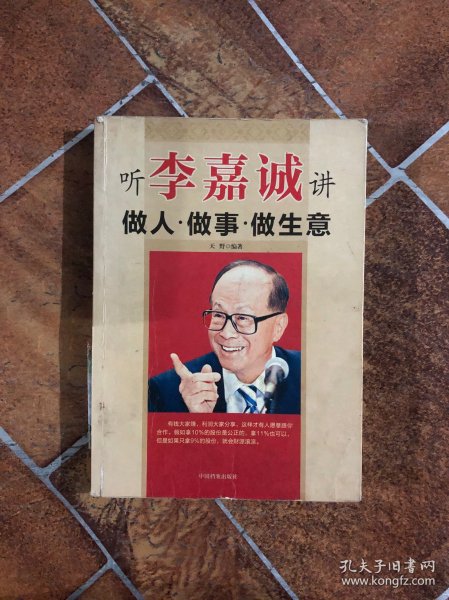 听李嘉诚讲
做人·做事·做生意
天 野◎编著
有钱大家赚，利润大家分享，这样才有人愿意跟你
合作。假如拿10%的股份是公正的，拿11%也可以，
但是如果只拿9%的股份，就会财源滚滚。
中国档案出版社
孔夫子旧书网
www.kongfz.com